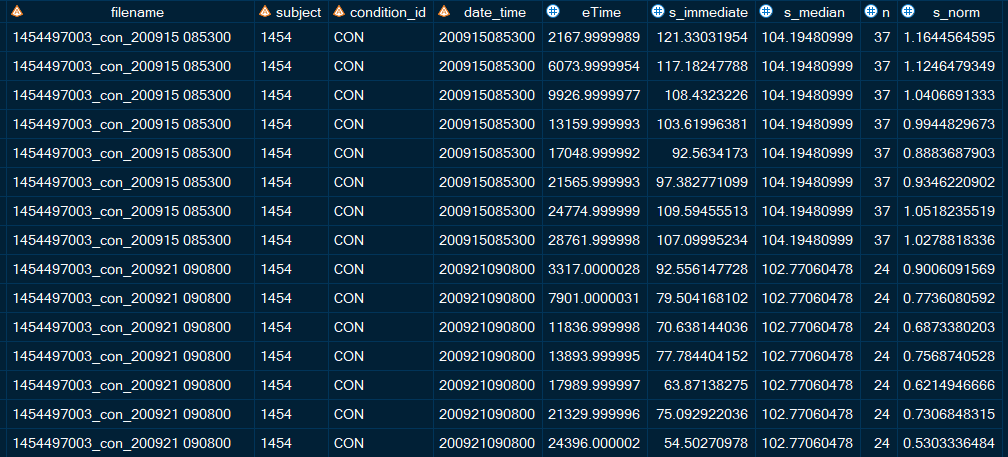 filename subject condition_id date_time eTime s_immediate s_median n s_norm
1454497003_con_200915 085300 1454 CON 200915085300 2167.9999989 121.33031954 104.19480999 37 1.1644564595
1454497003_con_200915 085300 1454 CON 200915085300 6073.9999954 117.18247788 104.19480999 37 1.1246479349
1454497003_con_200915 085300 1454 CON 200915085300 9926.9999977 108.4323226 104.19480999 37 1.0406691333
1454497003_con_200915 085300 1454 CON 200915085300 13159.999993 103.61996381 104.19480999 37 0.9944829673
1454497003_con_200915 085300 1454 CON 200915085300 17048.999992 92.5634173 104.19480999 37 0.8883687903
1454497003_con_200915 085300 1454 CON 200915085300 21565.999993 97.382771099 104.19480999 37 0.9346220902
1454497003_con_200915 085300 1454 CON 200915085300 24774.999999 109.59455513 104.19480999 37 1.0518235519
1454497003_con_200915 085300 1454 CON 200915085300 28761.999998 107.09995234 104.19480999 37 1.0278818336
1454497003_con_200921 090800 1454 CON 200921090800 3317.0000028 92.556147728 102.77060478 24 0.9006091569
1454497003_con_200921 090800 1454 CON 200921090800 7901.0000031 79.504168102 102.77060478 24 0.7736080592
1454497003_con_200921 090800 1454 CON 200921090800 11836.999998 70.638144036 102.77060478 24 0.6873380203
1454497003_con_200921 090800 1454 CON 200921090800 13893.999995 77.784404152 102.77060478 24 0.7568740528
1454497003_con_200921 090800 1454 CON 200921090800 17989.999997 63.87138275 102.77060478 24 0.6214946666
1454497003_con_200921 090800 1454 CON 200921090800 21329.999996 75.092922036 102.77060478 24 0.7306848315
1454497003_con_200921 090800 1454 CON 200921090800 24396.000002 54.50270978 102.77060478 24 0.5303336484